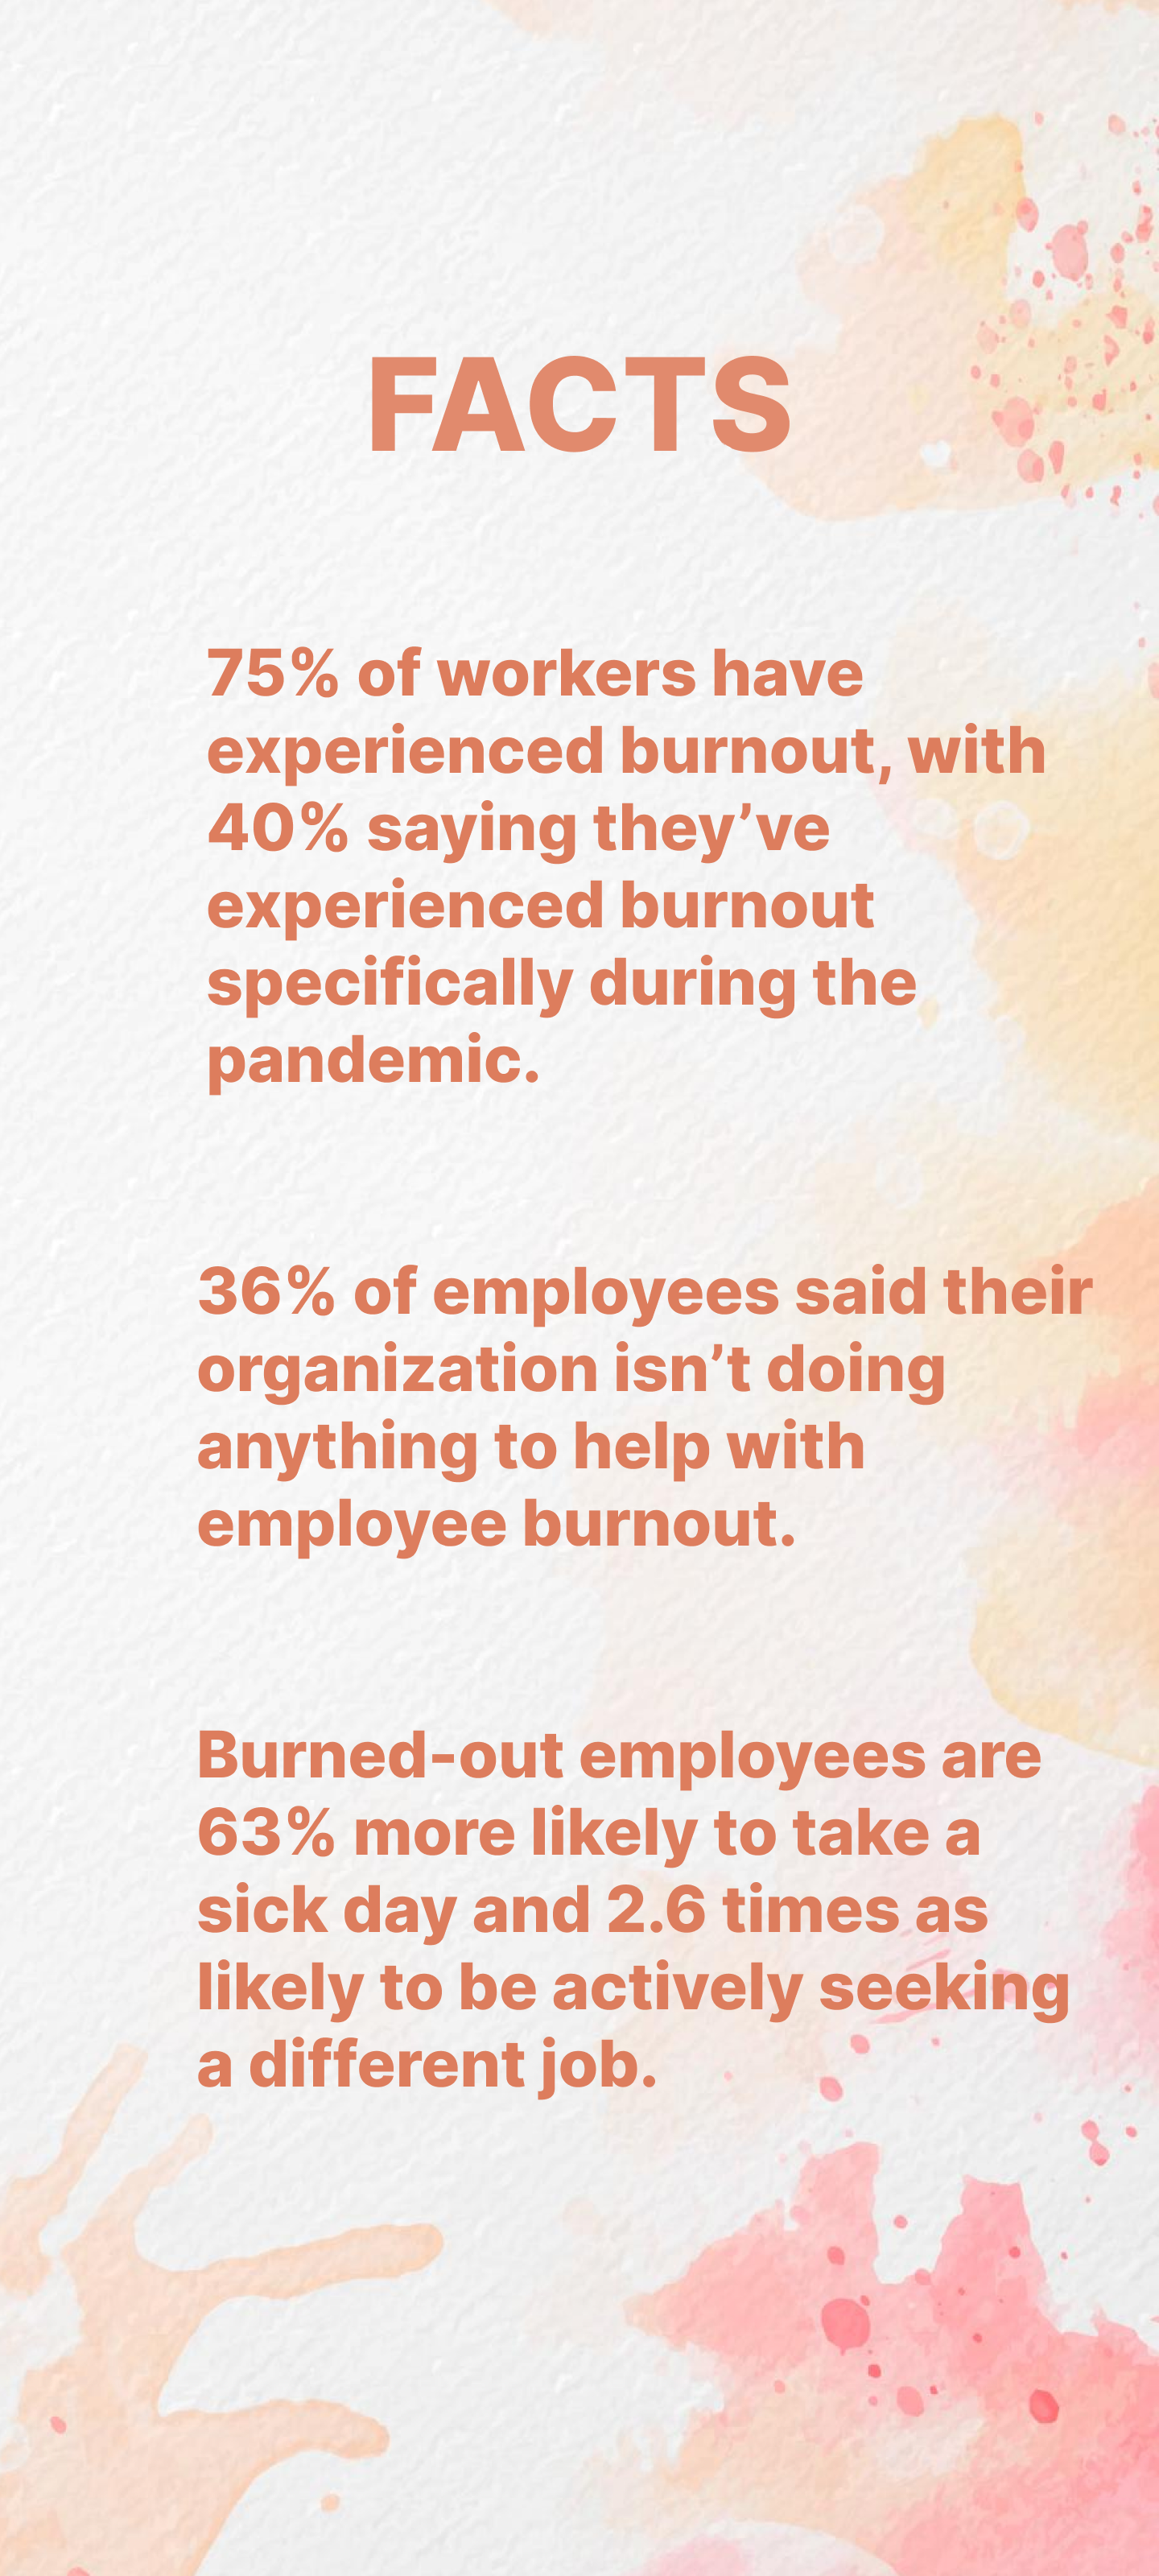 FACTS
75% of workers have
experienced burnout, with
40% saying they’ve
experienced burnout
specifically during the
pandemic.
36% of employees said their
organization isn’t doing
anything to help with
employee burnout.
Burned-out employees are
63% more likely to take a
sick day and 2.6 times as
likely to be actively seeking
a different job.